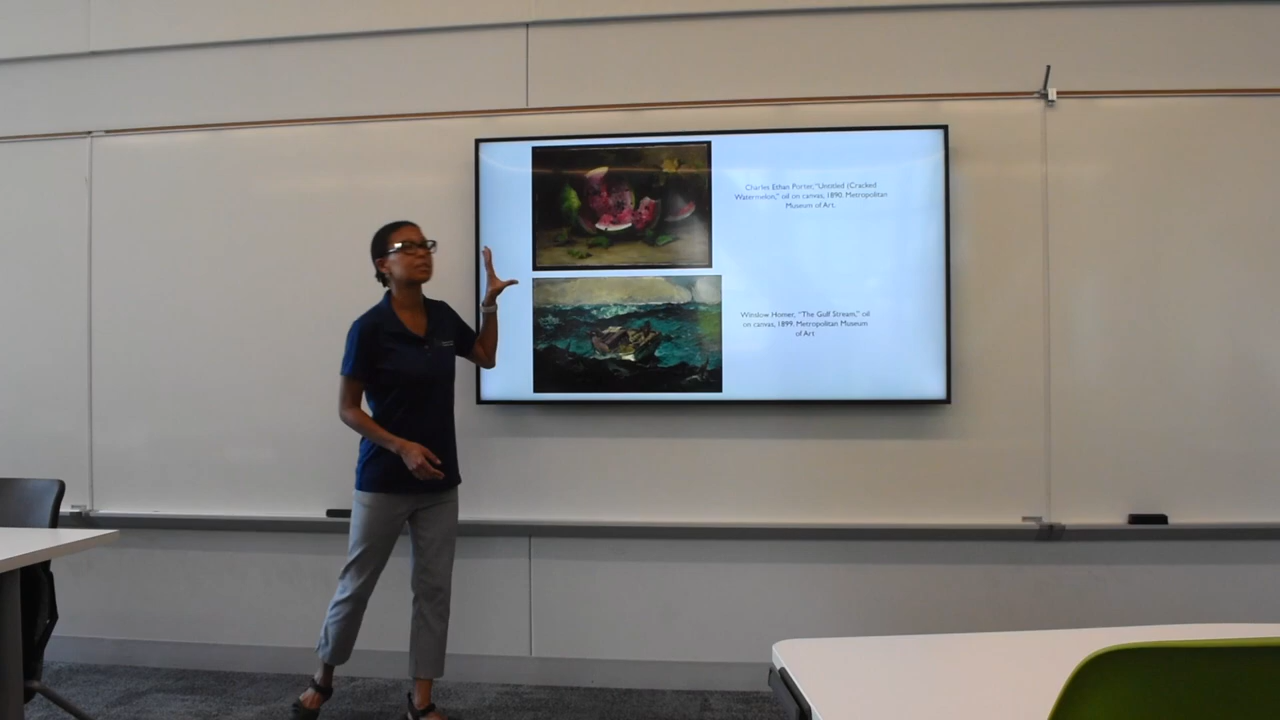 Charles Ethan Porter, "Untitled (Cracked
Watermelon," oil on canvas, 1890. Metropolitan
Museum of Art.
Winslow Homer, "The Gulf Stream," oil
on canvas, 1899. Metropolitan Museum
of Art